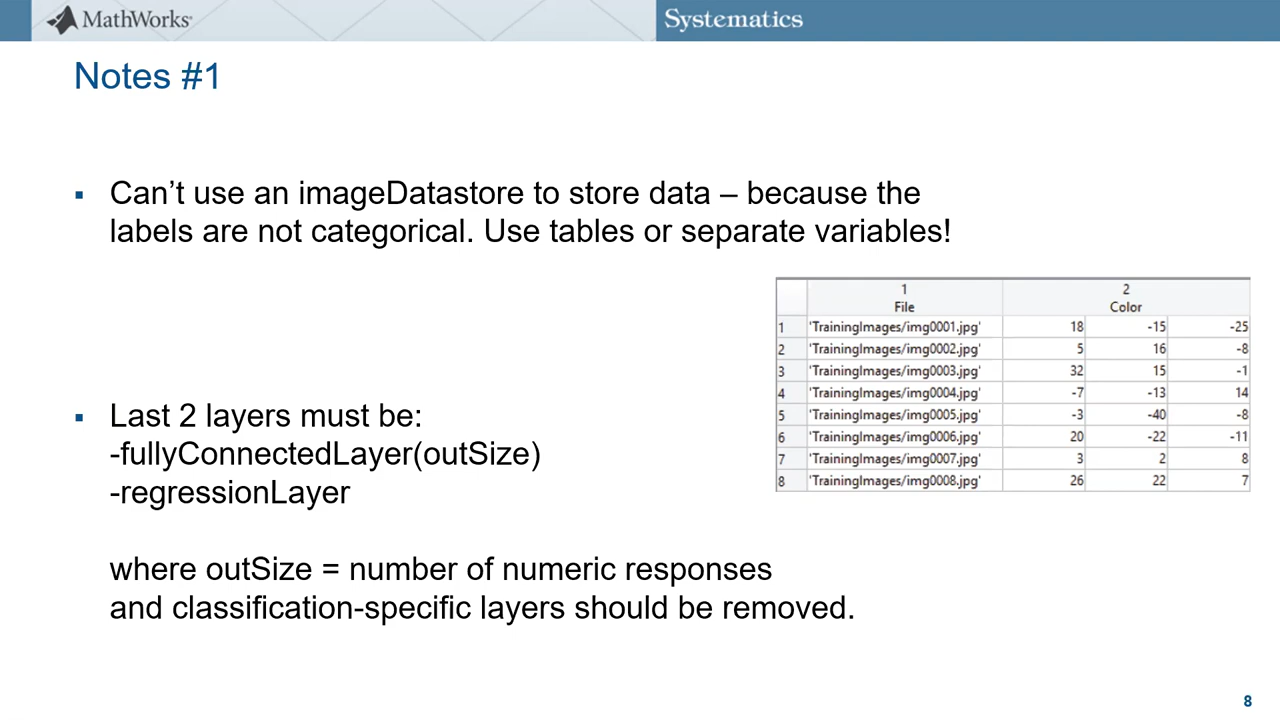 MathWorks®
Systematics
Notes #1
▪ Can’t use an imageDatastore to store data – because the
labels are not categorical. Use tables or separate variables!
1 2
File Color
1 'TrainingImages/img0001.jpg' 18 -15 -25
2 'TrainingImages/img0002.jpg' 5 16 -8
3 'TrainingImages/img0003.jpg' 32 15 -1
4 'TrainingImages/img0004.jpg' -7 -13 14
5 'TrainingImages/img0005.jpg' -3 -40 -8
6 'TrainingImages/img0006.jpg' 20 -22 -11
7 'TrainingImages/img0007.jpg' 3 2 8
8 'TrainingImages/img0008.jpg' 26 22 7
▪ Last 2 layers must be:
-fullyConnectedLayer(outSize)
-regressionLayer
where outSize = number of numeric responses
and classification-specific layers should be removed.
8